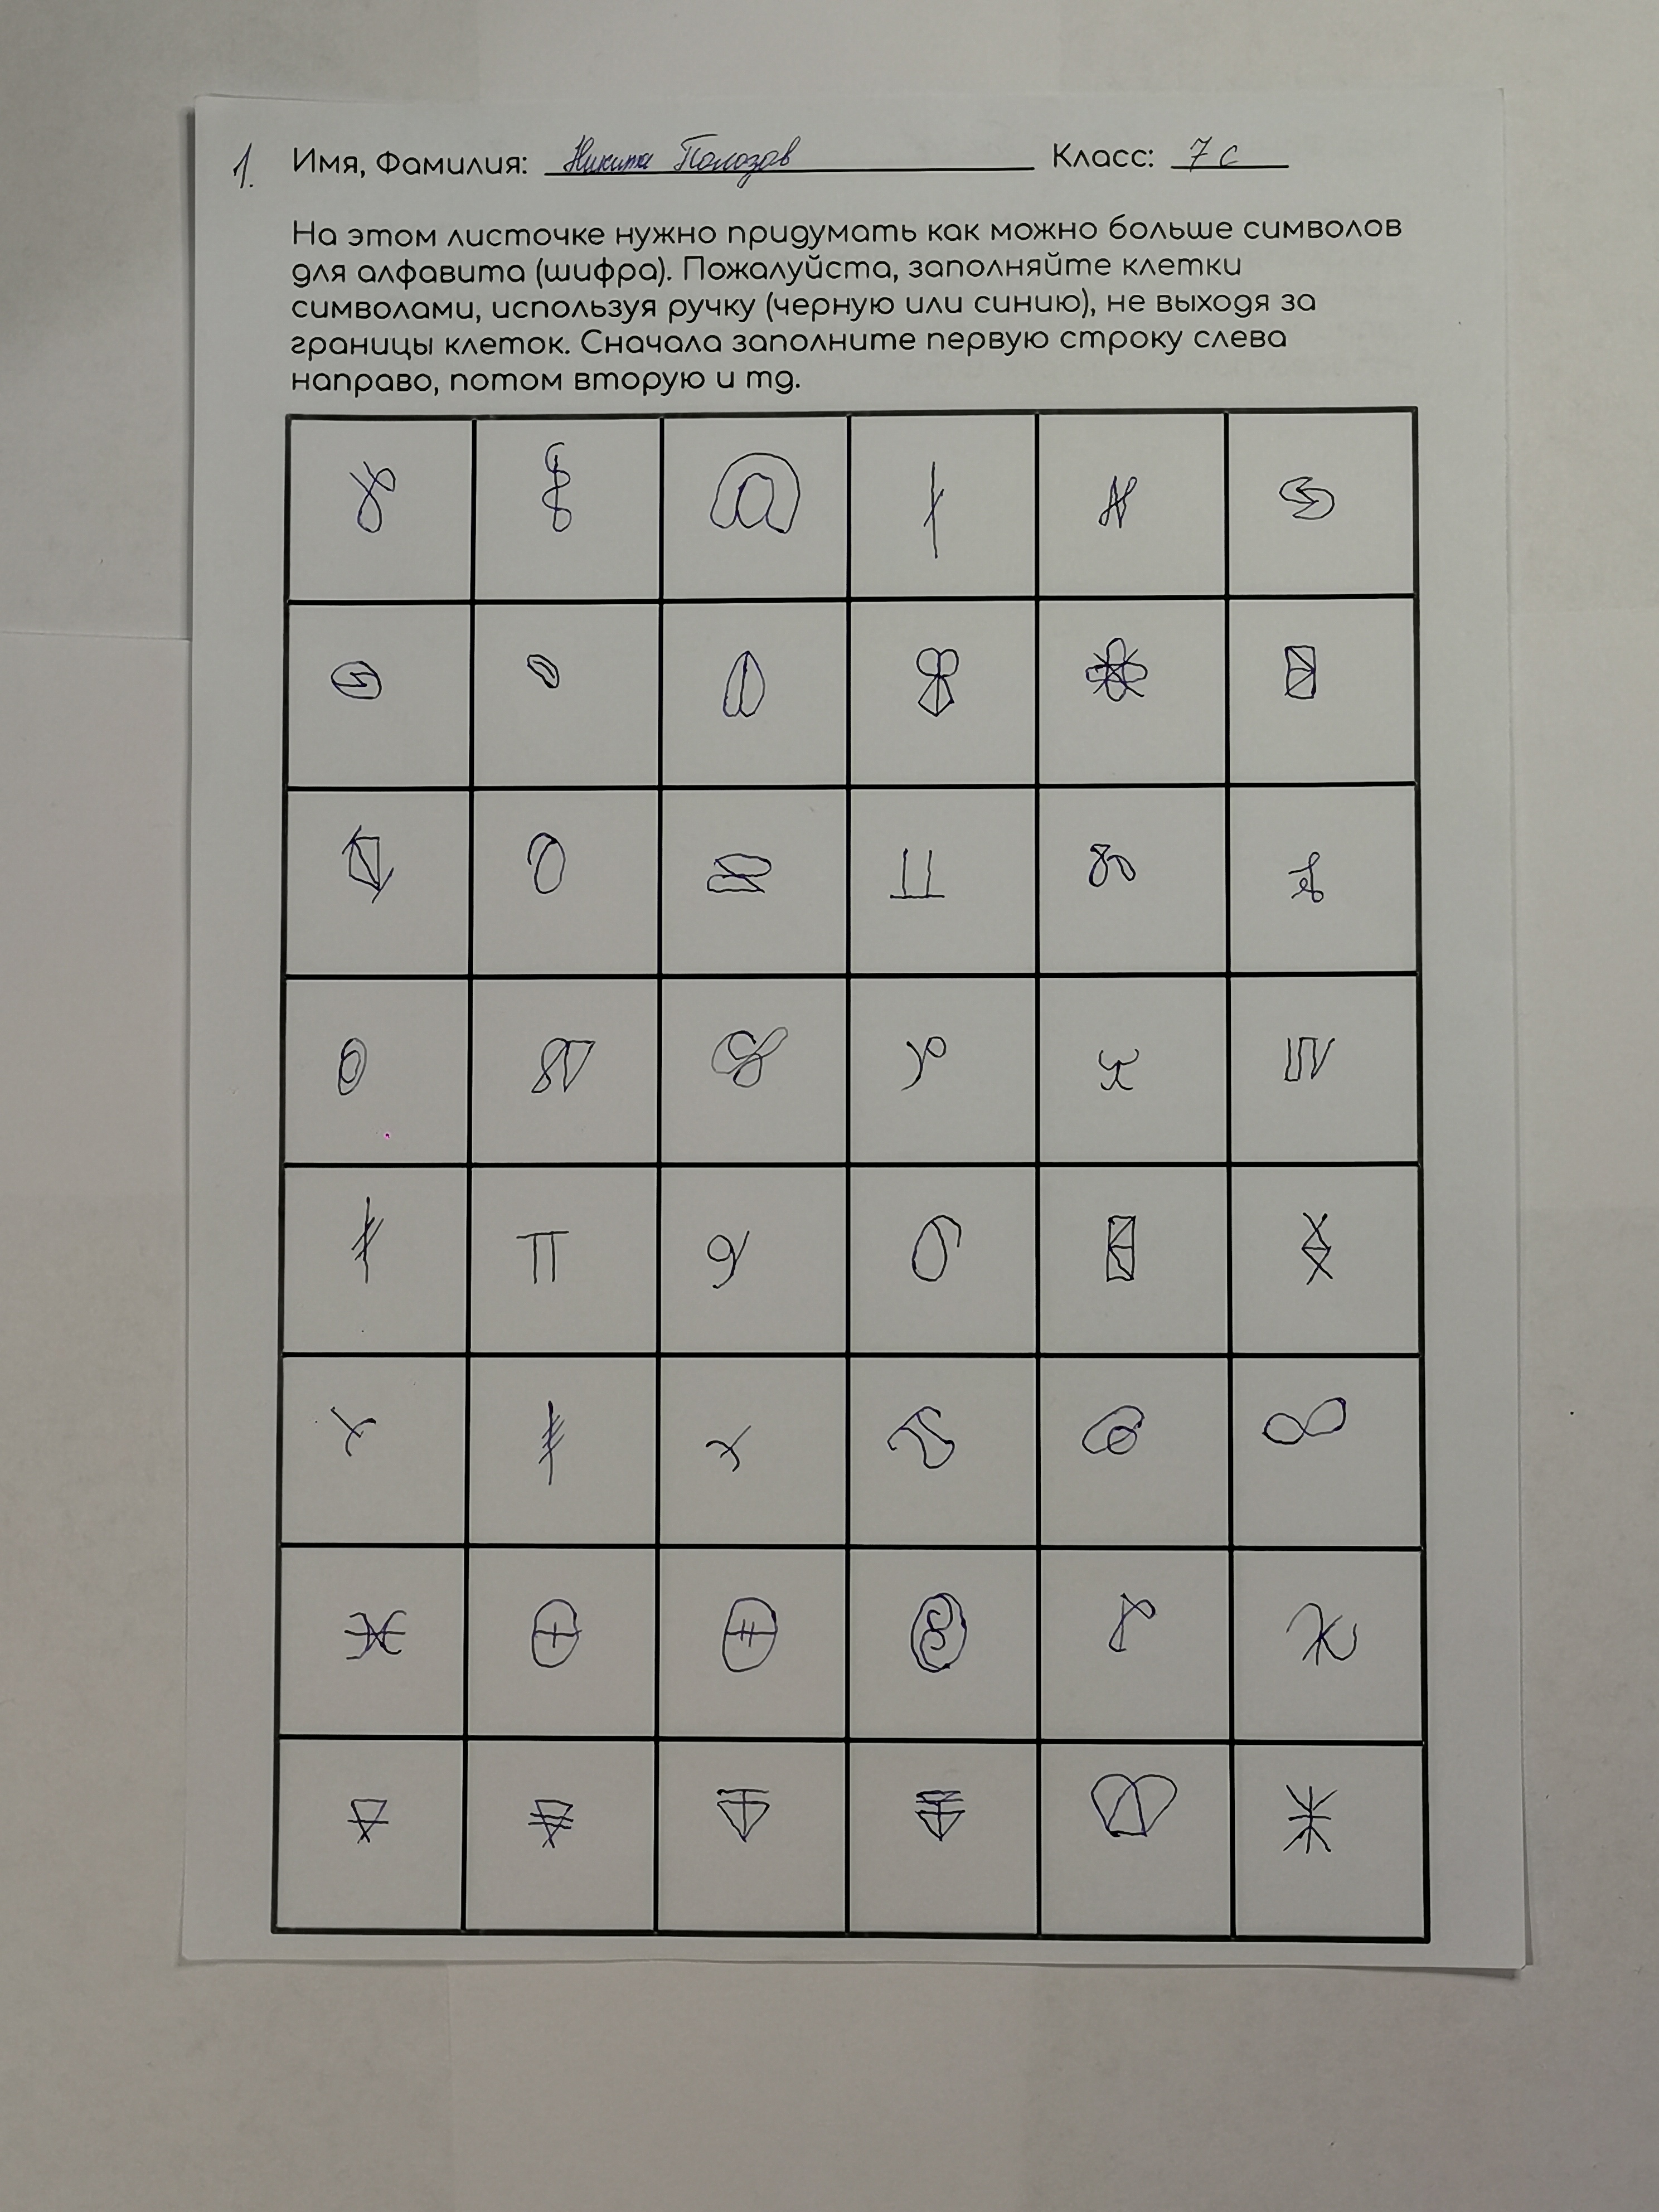 1. Имя, Фамилия: Никита Полозов Класс: 7 с
На этом листочке нужно придумать как можно больше символов
для алфавита (шифра). Пожалуйста, заполняйте клетки
символами, используя ручку (черную или синию), не выходя за
границы клеток. Сначала заполните первую строку слева
направо, потом вторую и тд.